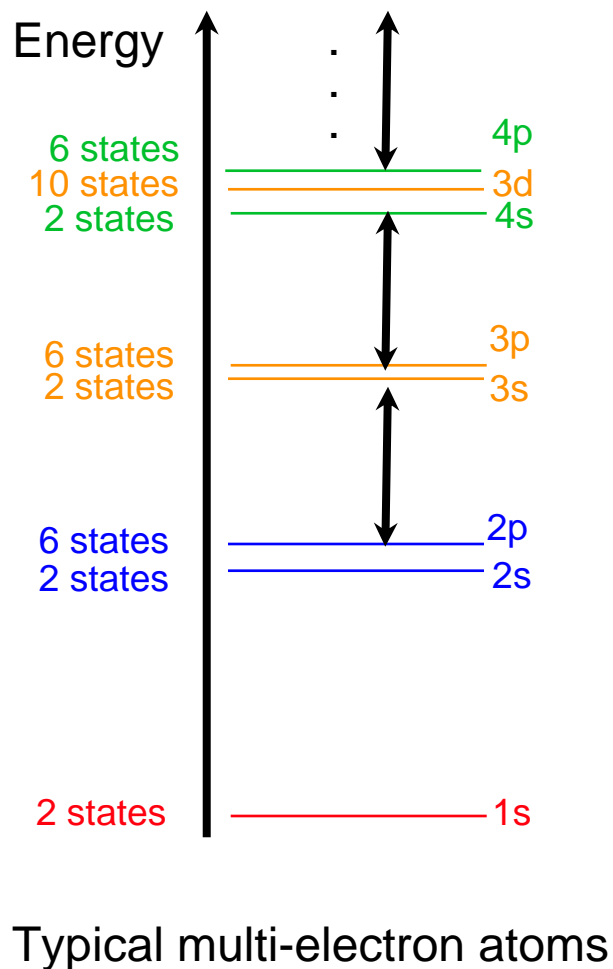 Energy
.
.
.
6 states 4p
10 states 3d
2 states 4s
6 states 3p
2 states 3s
6 states 2p
2 states 2s
2 states 1s
Typical multi-electron atoms